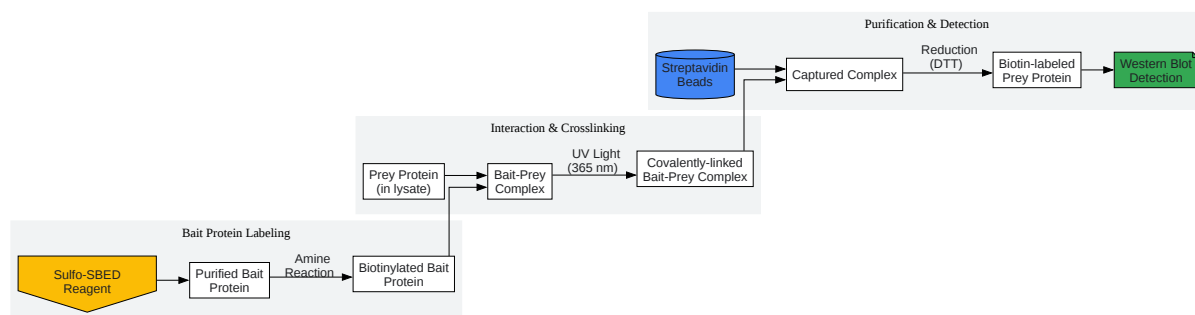 Purification & Detection
Streptavidin
Beads
Captured Complex
Reduction
(DTT)
Biotin-labeled
Prey Protein
Western Blot
Detection
Interaction & Crosslinking
Prey Protein
(in lysate)
Bait-Prey
Complex
UV Light
(365 nm)
Covalently-linked
Bait-Prey Complex
Bait Protein Labeling
Sulfo-SBED
Reagent
Purified Bait
Protein
Amine
Reaction
Biotinylated Bait
Protein